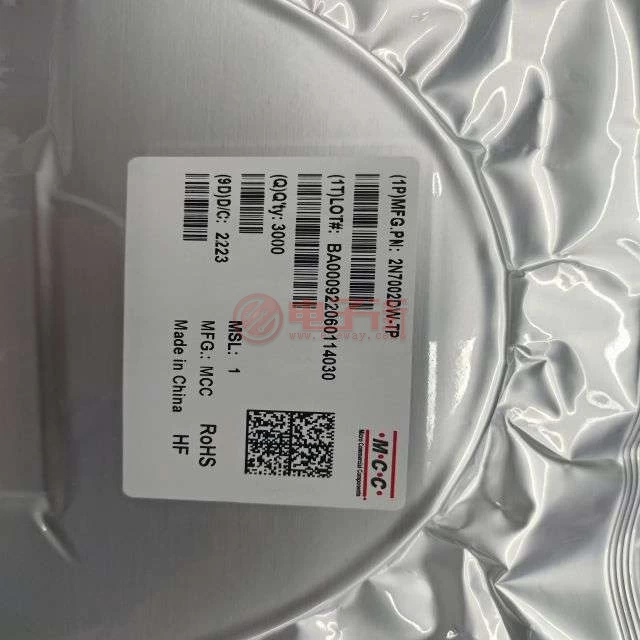 (1P)MFG,PN: 2N7002DW-TP
(1T)LOT#: BA000922060114030
(Q)Q'ty: 3000
(9D)D/C: 2223
MSL: 1
MFG.: MCC
RoHS
Made in China
HF
·M·C·C·
Micro Commercial Components